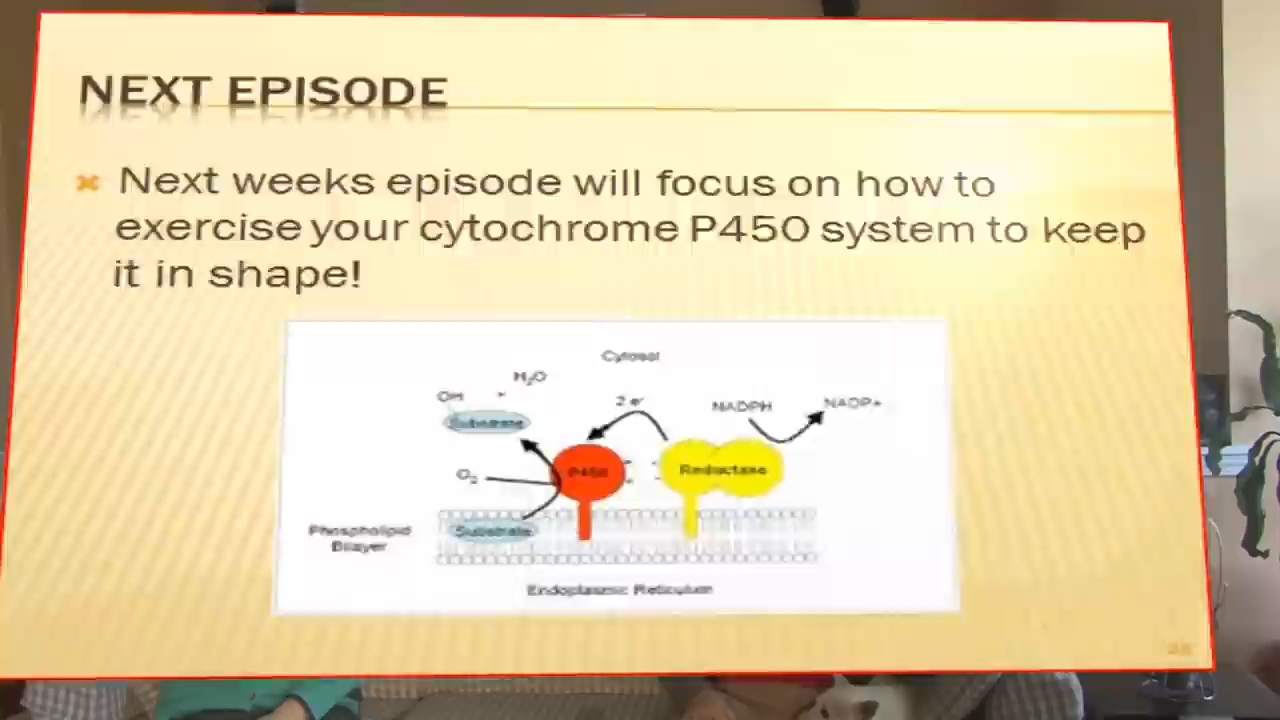 NEXT EPISODE
Next weeks episode will focus on how to
exercise your cytochrome P450 system to keep
it in shape!
Cytosol
H₂O
OH +
Substrate
2 e⁻
NADPH
NADP+
O₂
P450
Reductase
Phospholipid
Bilayer
Substrate
Endoplasmic Reticulum